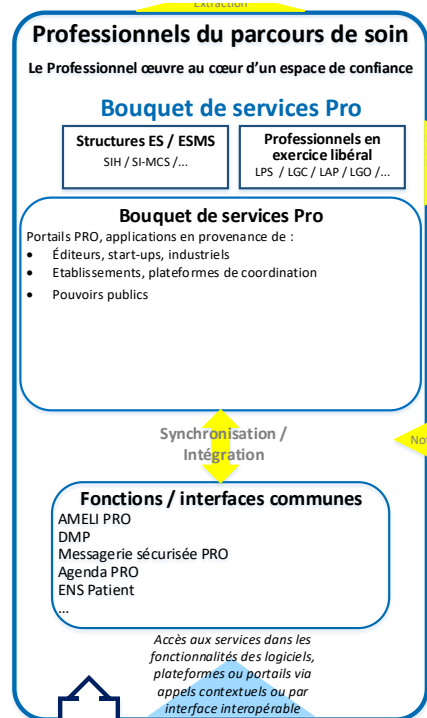 Extraction
Professionnels du parcours de soin
Le Professionnel œuvre au cœur d'un espace de confiance
Bouquet de services Pro
Structures ES / ESMS
SIH / SI-MCS /...
Professionnels en
exercice libéral
LPS / LGC / LAP / LGO /...
Bouquet de services Pro
Portails PRO, applications en provenance de :
• Éditeurs, start-ups, industriels
• Etablissements, plateformes de coordination
• Pouvoirs publics
Synchronisation /
Intégration
Fonctions / interfaces communes
AMELI PRO
DMP
Messagerie sécurisée PRO
Agenda PRO
ENS Patient
...
Accès aux services dans les
fonctionnalités des logiciels,
plateformes ou portails via
appels contextuels ou par
interface interopérable